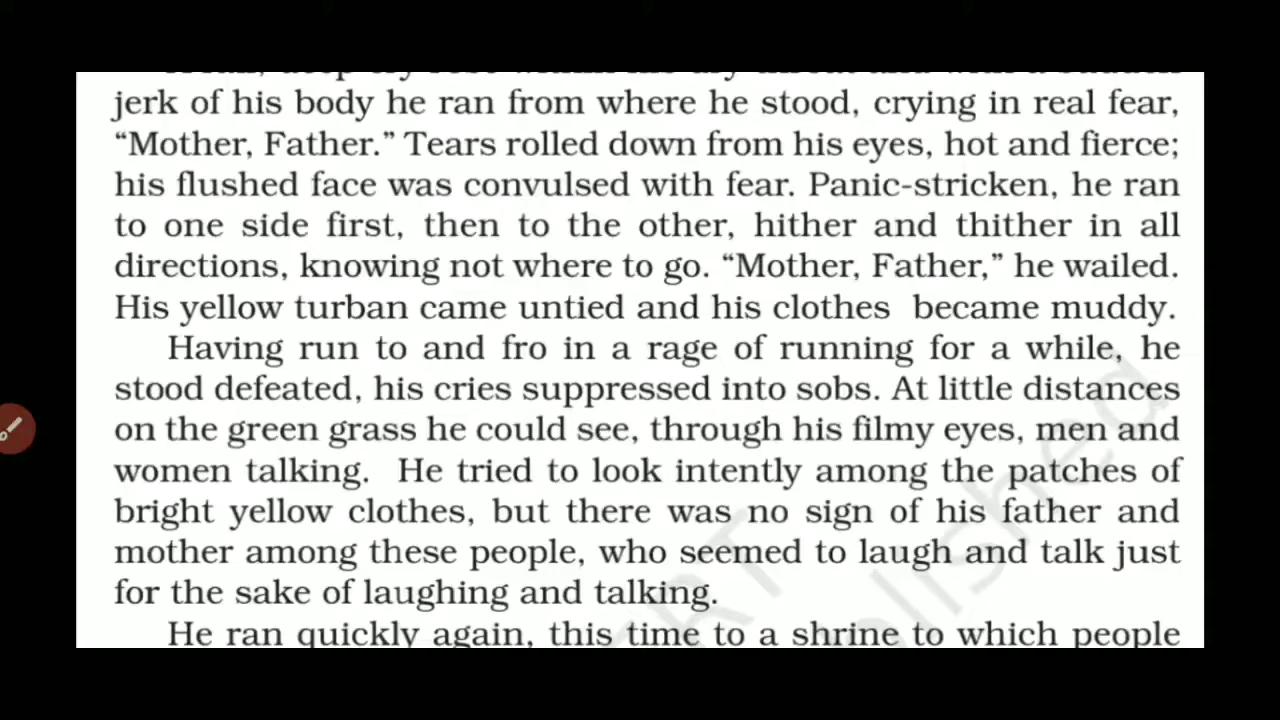 jerk of his body he ran from where he stood, crying in real fear,
“Mother, Father.” Tears rolled down from his eyes, hot and fierce;
his flushed face was convulsed with fear. Panic-stricken, he ran
to one side first, then to the other, hither and thither in all
directions, knowing not where to go. “Mother, Father,” he wailed.
His yellow turban came untied and his clothes became muddy.
Having run to and fro in a rage of running for a while, he
stood defeated, his cries suppressed into sobs. At little distances
on the green grass he could see, through his filmy eyes, men and
women talking. He tried to look intently among the patches of
bright yellow clothes, but there was no sign of his father and
mother among these people, who seemed to laugh and talk just
for the sake of laughing and talking.
He ran quickly again, this time to a shrine to which people